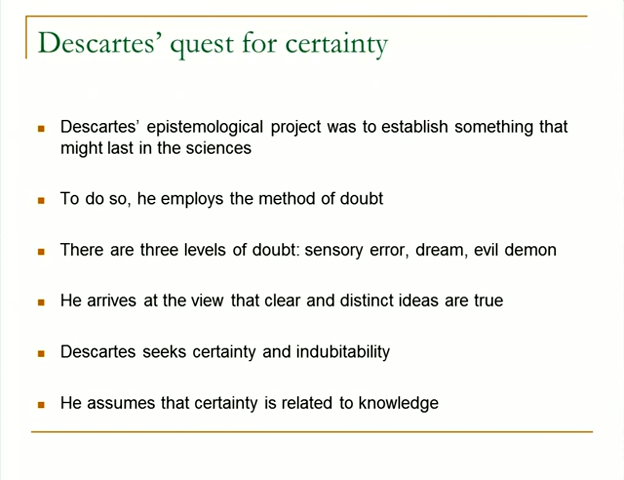 Descartes’ quest for certainty
Descartes’ epistemological project was to establish something that
might last in the sciences
To do so, he employs the method of doubt
There are three levels of doubt: sensory error, dream, evil demon
He arrives at the view that clear and distinct ideas are true
Descartes seeks certainty and indubitability
He assumes that certainty is related to knowledge